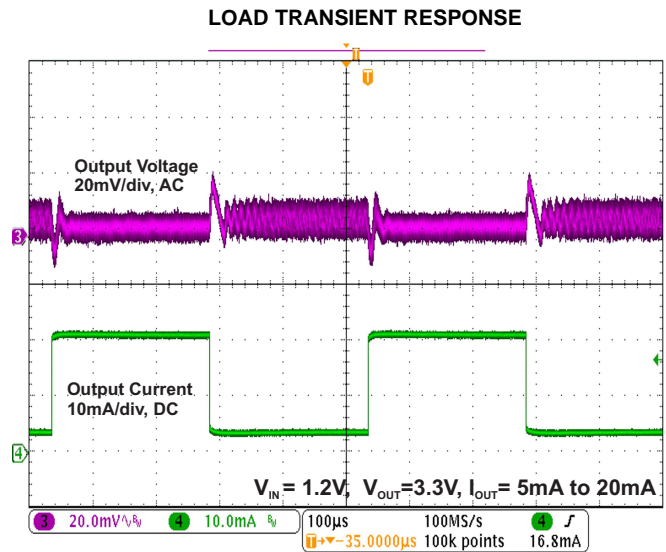 LOAD TRANSIENT RESPONSE
T
T
Output Voltage
20mV/div, AC
3
Output Current
10mA/div, DC
4
VIN = 1.2V, VOUT=3.3V, IOUT= 5mA to 20mA
3 20.0mV∿BW 4 10.0mA BW 100µs 100MS/s 4 ʃ
T→▼-35.0000µs 100k points 16.8mA